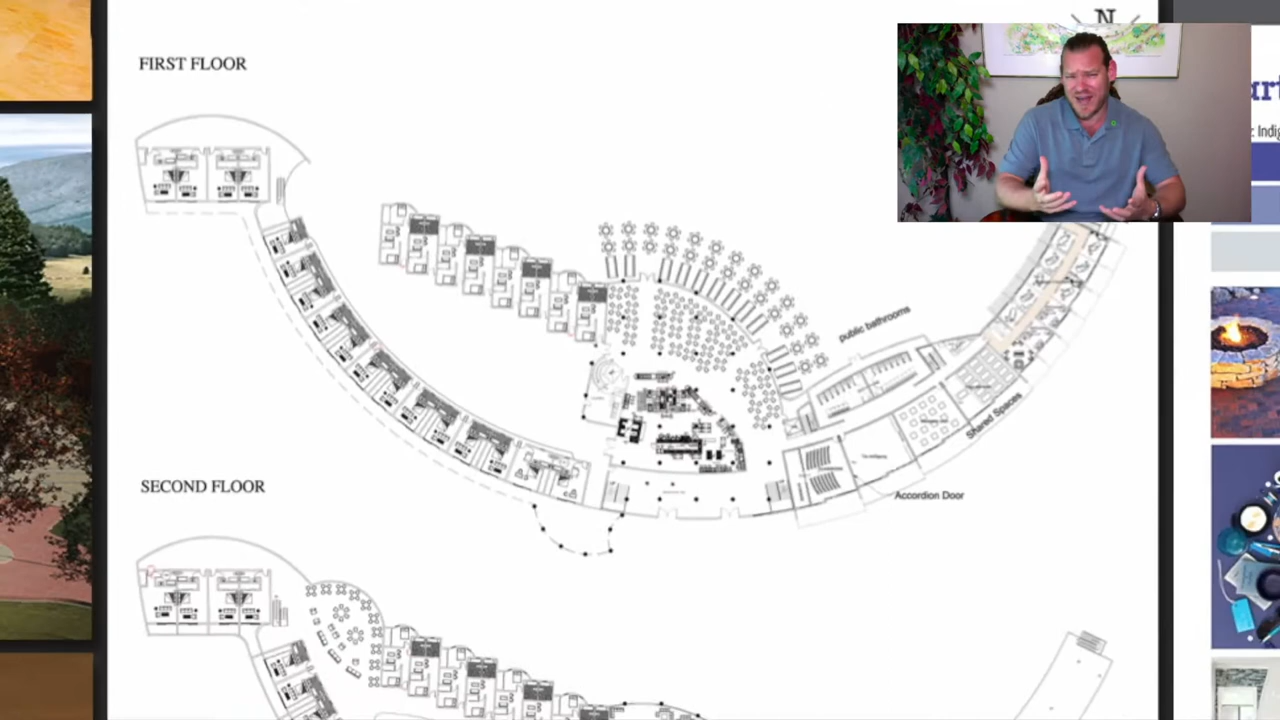 N
FIRST FLOOR
public bathrooms
Shared Spaces
Accordion Door
SECOND FLOOR